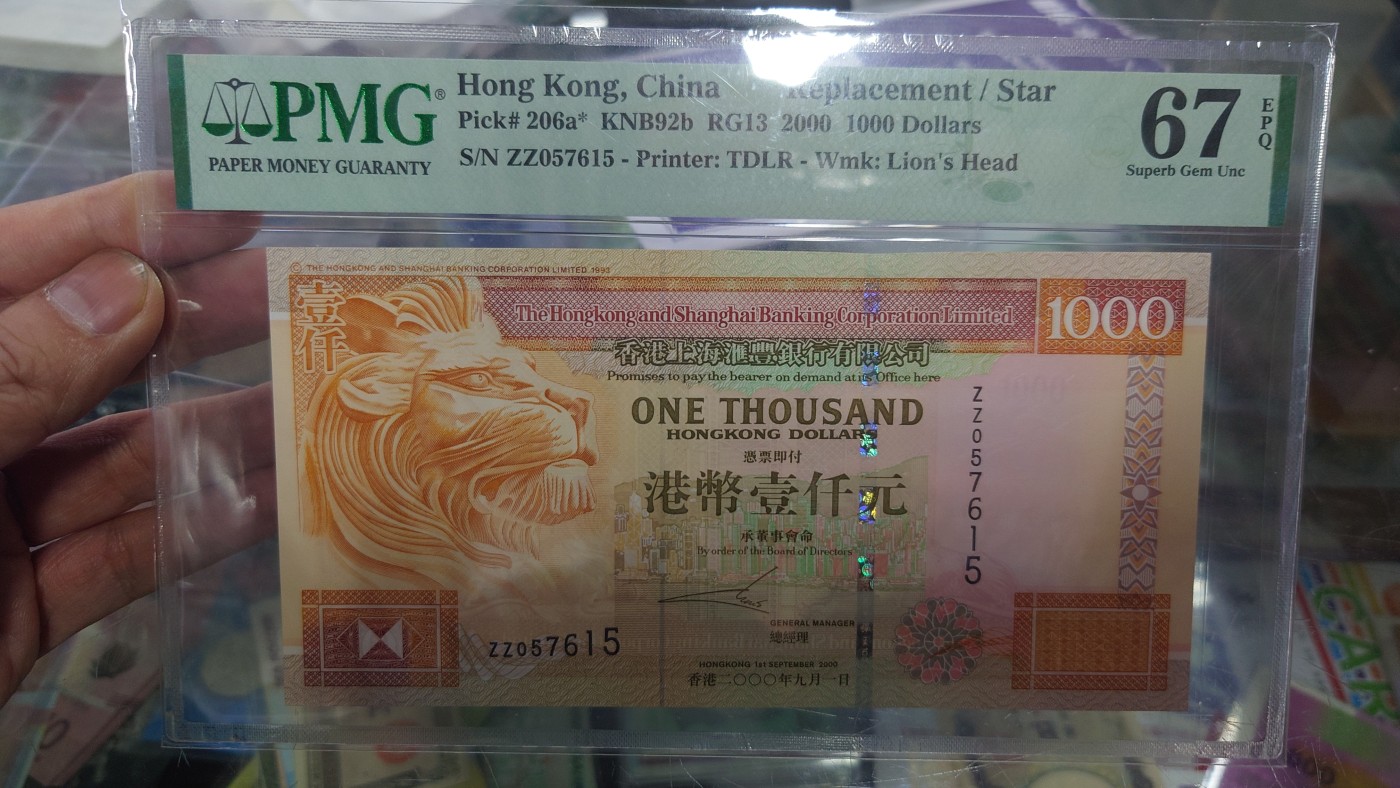 PMG®
PAPER MONEY GUARANTY
Hong Kong, China Replacement / Star
Pick# 206a* KNB92b RG13 2000 1000 Dollars
S/N ZZ057615 - Printer: TDLR - Wmk: Lion's Head
67
EPQ
Superb Gem Unc
© THE HONGKONG AND SHANGHAI BANKING CORPORATION LIMITED 1993
壹仟
The Hongkong and Shanghai Banking Corporation Limited
1000
香港上海滙豐銀行有限公司
Promises to pay the bearer on demand at its Office here
ONE THOUSAND
HONGKONG DOLLARS
憑票即付
港幣壹仟元
承董事會命
By order of the Board of Directors
ZZ057615
GENERAL MANAGER
總經理
ZZ057615
HONGKONG 1ST SEPTEMBER 2000
香港二〇〇〇年九月一日